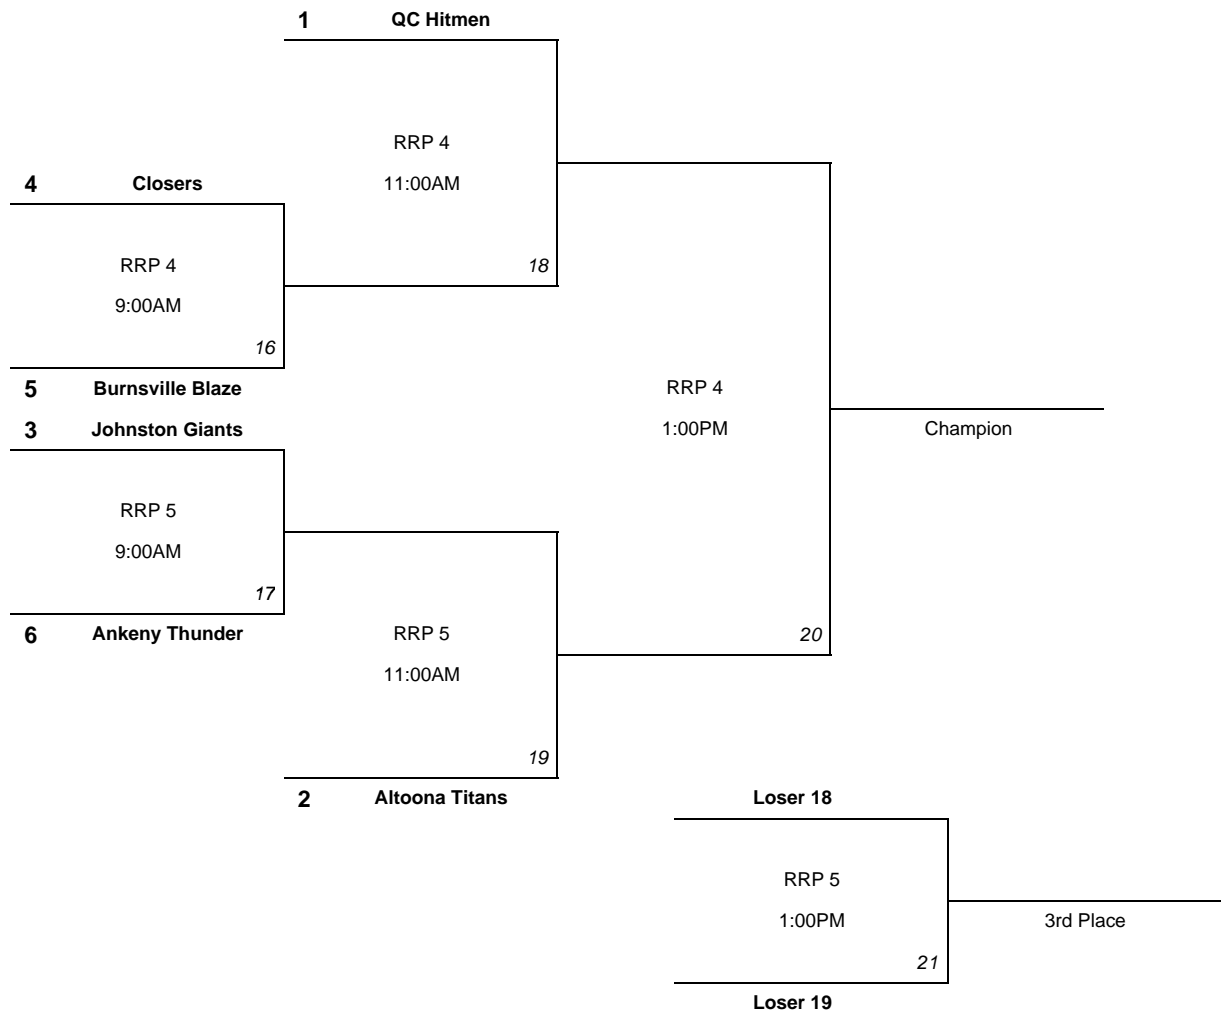 1 QC Hitmen
RRP 4
11:00AM
4 Closers
RRP 4
9:00AM
18
16
5 Burnsville Blaze
RRP 4
3 Johnston Giants
1:00PM
Champion
RRP 5
9:00AM
17
6 Ankeny Thunder
RRP 5
20
11:00AM
19
2 Altoona Titans
Loser 18
RRP 5
1:00PM
3rd Place
21
Loser 19